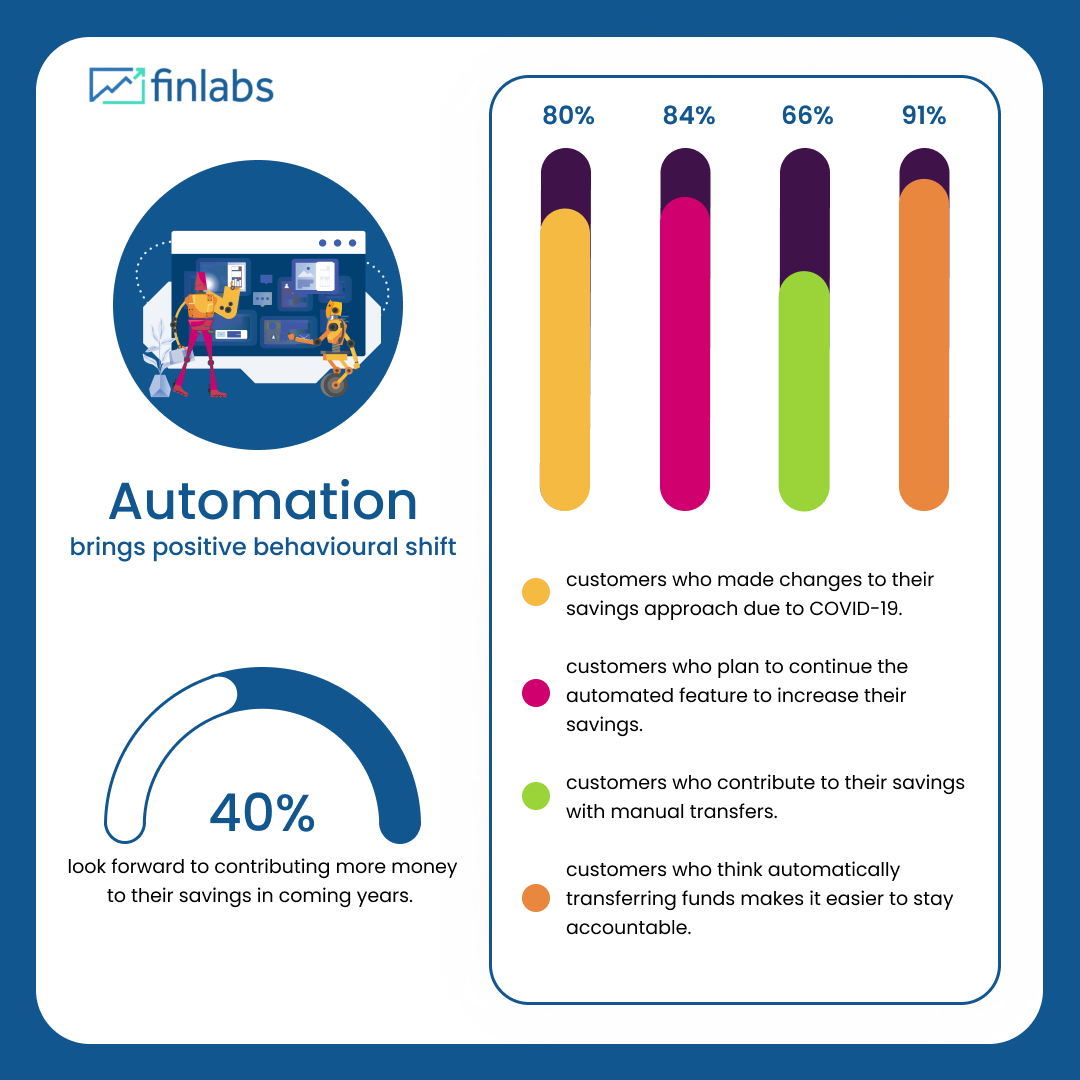 finlabs
Automation
brings positive behavioural shift
40%
look forward to contributing more money
to their savings in coming years.
80% 84% 66% 91%
customers who made changes to their
savings approach due to COVID-19.
customers who plan to continue the
automated feature to increase their
savings.
customers who contribute to their savings
with manual transfers.
customers who think automatically
transferring funds makes it easier to stay
accountable.